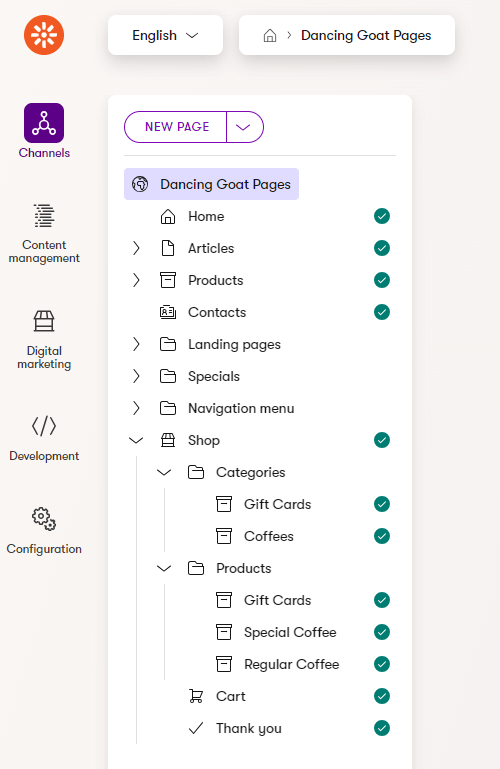 English
Dancing Goat Pages
Channels
Content
management
Digital
marketing
Development
Configuration
NEW PAGE
Dancing Goat Pages
Home
Articles
Products
Contacts
Landing pages
Specials
Navigation menu
Shop
Categories
Gift Cards
Coffees
Products
Gift Cards
Special Coffee
Regular Coffee
Cart
Thank you